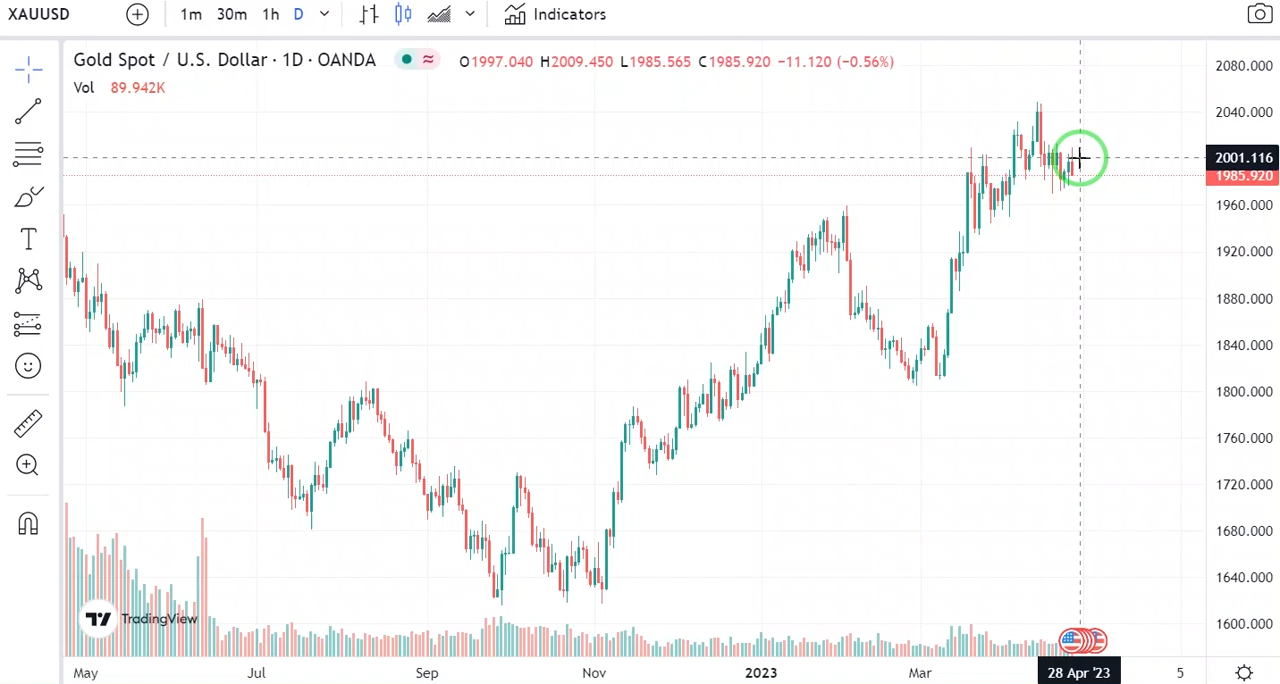 XAUUSD 1m 30m 1h D Indicators
Gold Spot / U.S. Dollar · 1D · OANDA O1997.040 H2009.450 L1985.565 C1985.920 −11.120 (−0.56%)
Vol 89.942K
2080.000
2040.000
2001.116
1985.920
1960.000
1920.000
1880.000
1840.000
1800.000
1760.000
1720.000
1680.000
1640.000
1600.000
T
TradingView
May Jul Sep Nov 2023 Mar 28 Apr '23 5